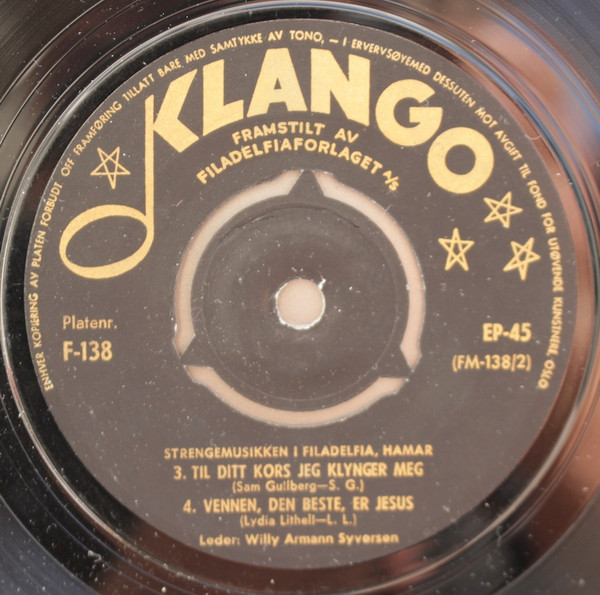 ENHVER KOPIERING AV PLATEN FORBUDT OFF FRAMFØRING TILLATT BARE MED SAMTYKKE AV TONO, — I ERVERVSØYEMED DESSUTEN MOT AVGIFT TIL FOND FOR UTØVENDE KUNSTNERE, OSLO
KLANGO
FRAMSTILT AV
FILADELFIAFORLAGET A/S
Platenr.
F-138
EP-45
(FM-138/2)
STRENGEMUSIKKEN I FILADELFIA, HAMAR
3. TIL DITT KORS JEG KLYNGER MEG
(Sam Gullberg—S. G.)
4. VENNEN, DEN BESTE, ER JESUS
(Lydia Lithell—L. L.)
Leder: Willy Armann Syversen